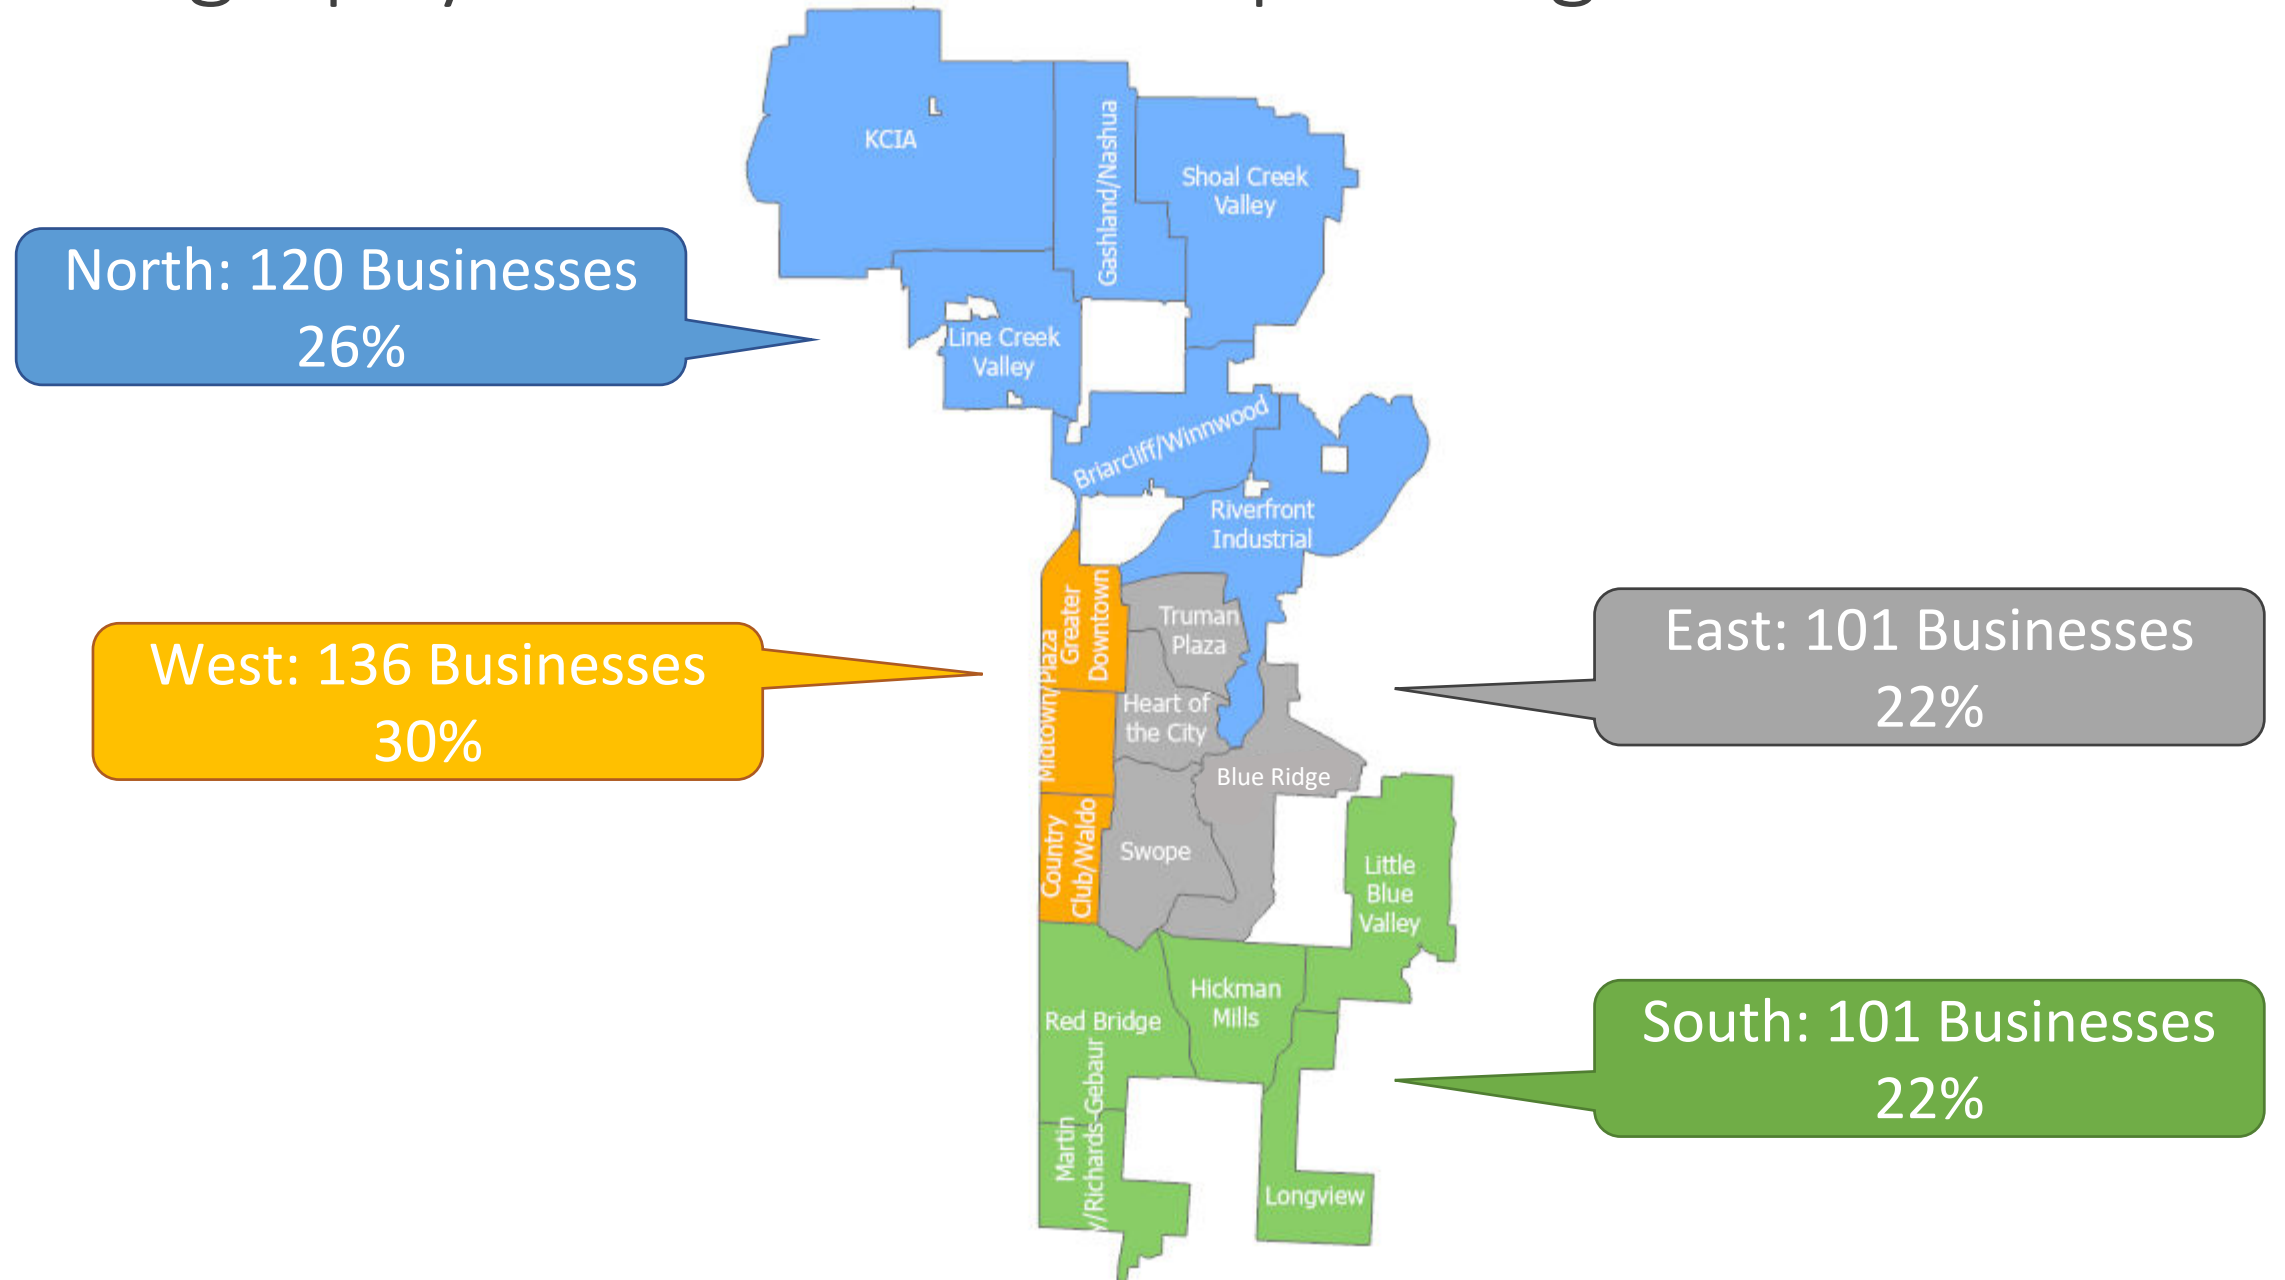 KCIA
Gashland/Nashua
Shoal Creek
Valley
North: 120 Businesses
26%
Line Creek
Valley
Briarcliff/Winnwood
Riverfront
Industrial
Greater
Downtown
Truman
Plaza
West: 136 Businesses
30%
East: 101 Businesses
22%
Midtown/Plaza
Heart of
the City
Blue Ridge
Country
Club/Waldo
Swope
Little
Blue
Valley
Hickman
Mills
Red Bridge
South: 101 Businesses
22%
Martin
y/Richards-Gebaur
Longview